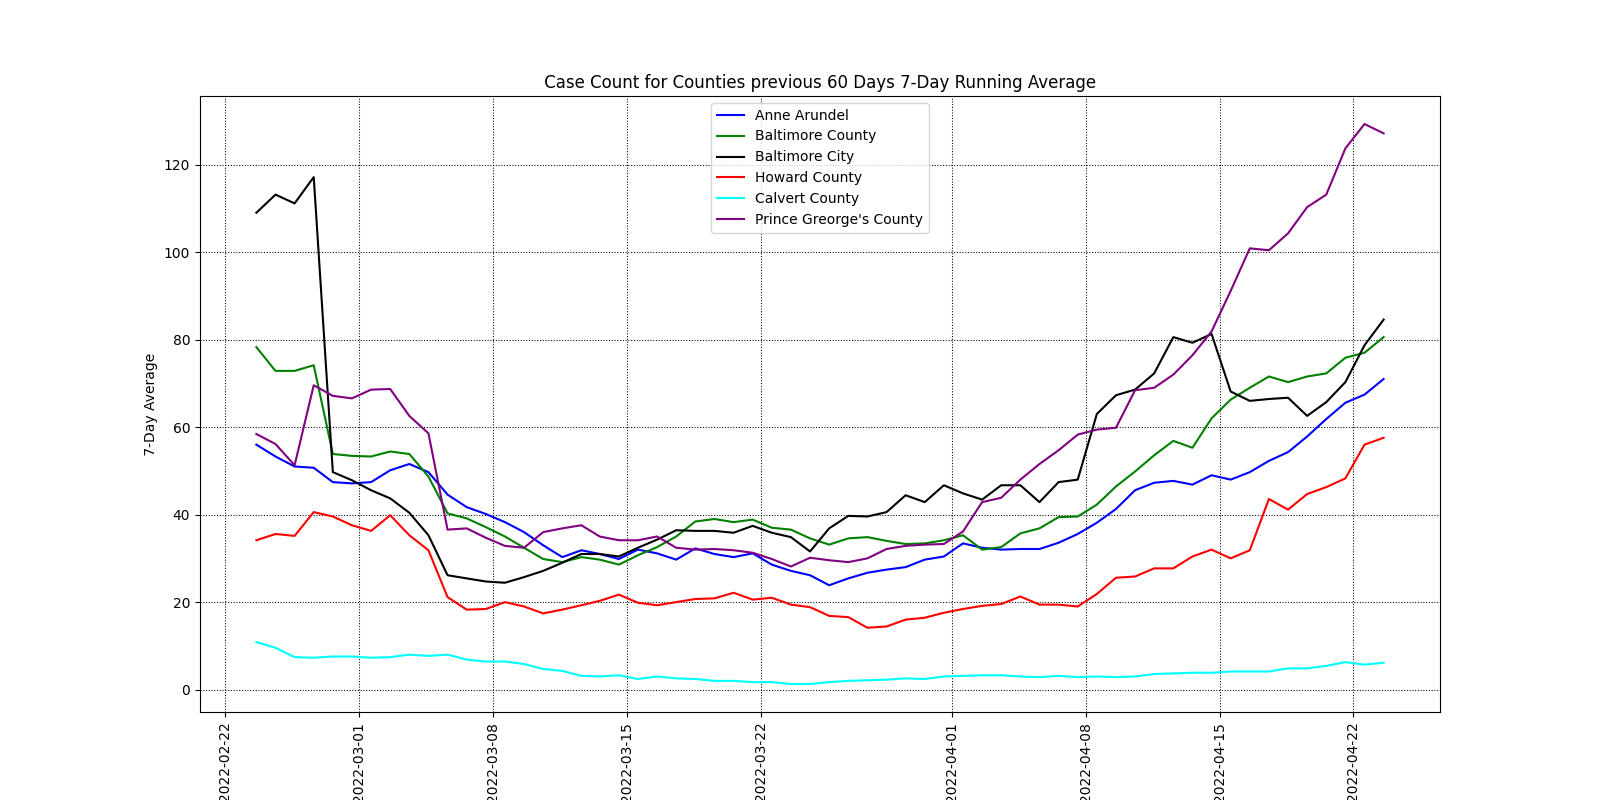 Case Count for Counties previous 60 Days 7-Day Running Average
Anne Arundel
Baltimore County
Baltimore City
Howard County
Calvert County
Prince Greorge's County
7-Day Average
120
100
80
60
40
20
0
2022-02-22
2022-03-01
2022-03-08
2022-03-15
2022-03-22
2022-04-01
2022-04-08
2022-04-15
2022-04-22